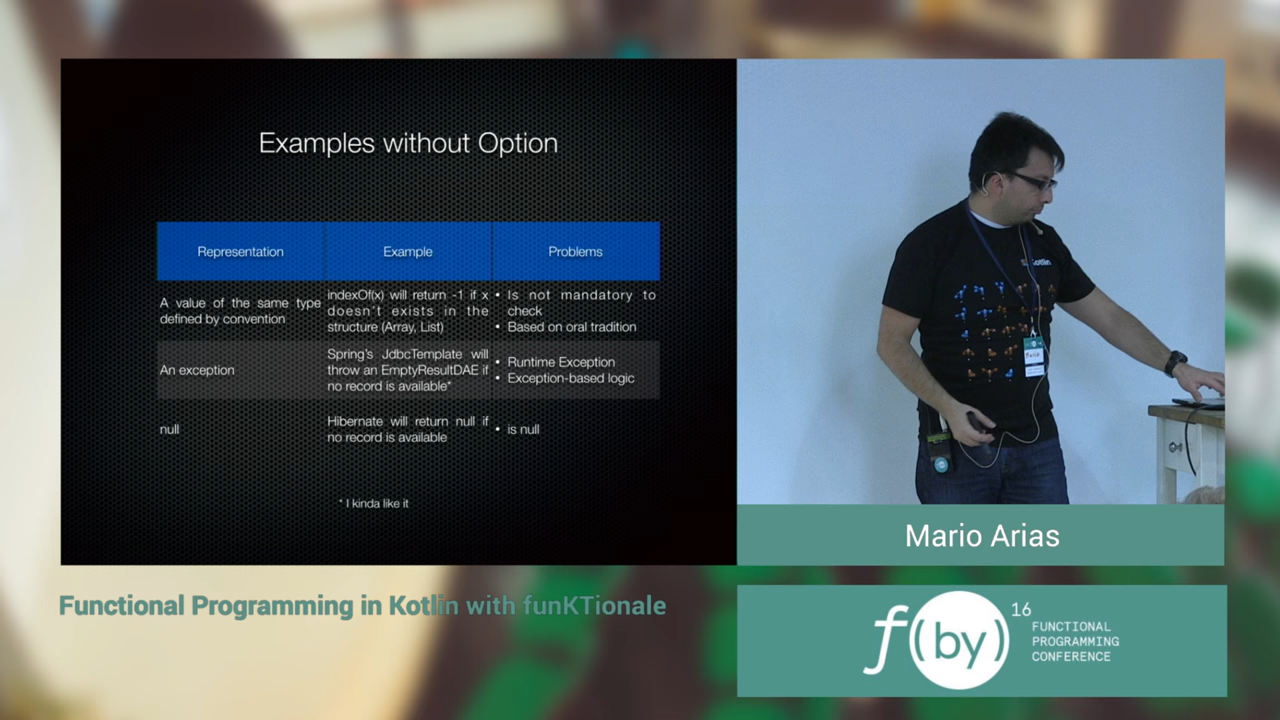 Examples without Option
Representation
Example
Problems
A value of the same type
defined by convention
indexOf(x) will return -1 if x
doesn't exists in the
structure (Array, List)
• Is not mandatory to
check
• Based on oral tradition
An exception
Spring's JdbcTemplate will
throw an EmptyResultDAE if
no record is available*
• Runtime Exception
• Exception-based logic
null
Hibernate will return null if
no record is available
• is null
* I kinda like it
Kotlin
Mario Arias
Functional Programming in Kotlin with funKTionale
f(by) 16
FUNCTIONAL
PROGRAMMING
CONFERENCE